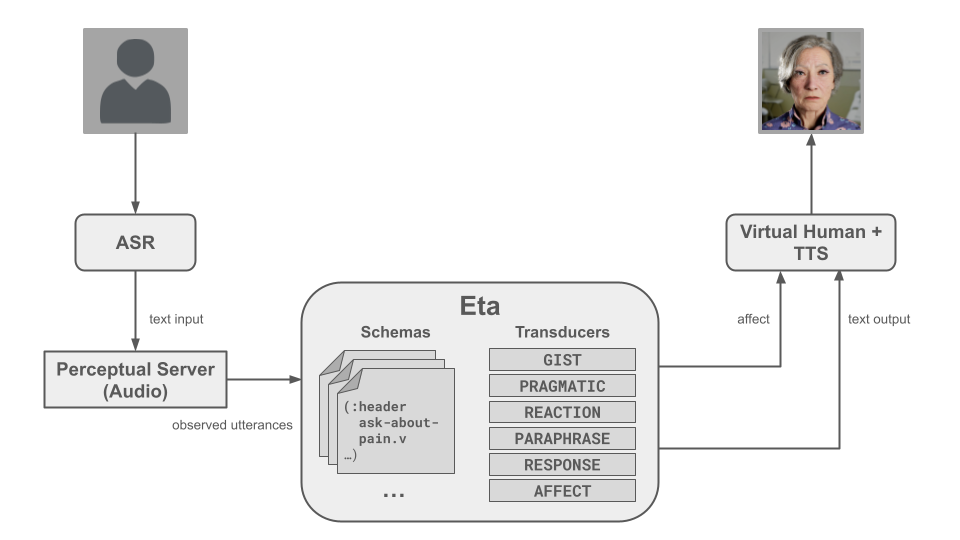 ASR
text input
Perceptual Server
(Audio)
observed utterances
Eta
Schemas
(:header
ask-about-
pain.v
…)
...
Transducers
GIST
PRAGMATIC
REACTION
PARAPHRASE
RESPONSE
AFFECT
affect
text output
Virtual Human +
TTS